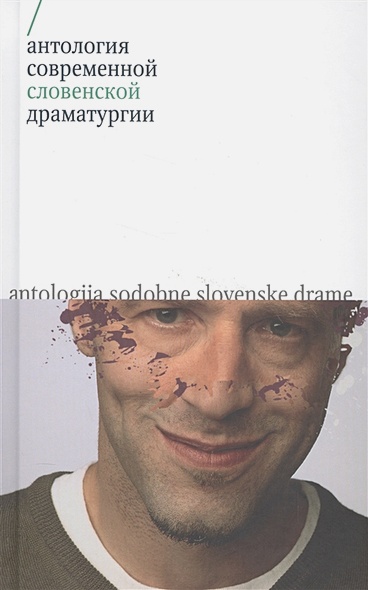 антология
современной
словенской
драматургии
antologija sodobne slovenske drame